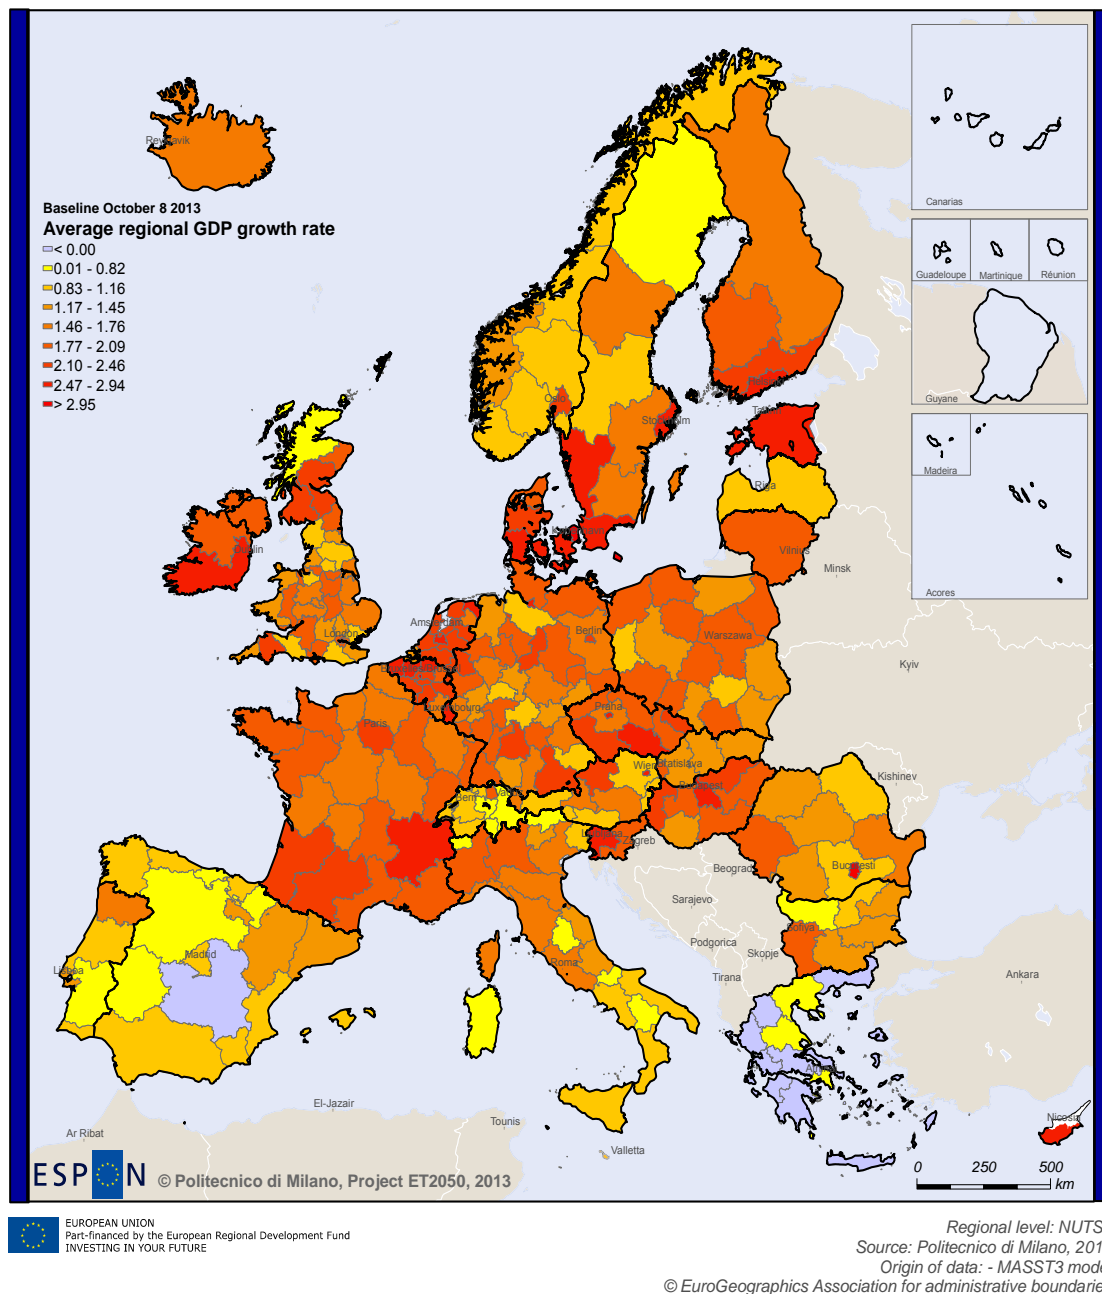 Reykjavik
Canarias
Baseline October 8 2013
Average regional GDP growth rate
< 0.00
0.01 - 0.82
0.83 - 1.16
1.17 - 1.45
1.46 - 1.76
1.77 - 2.09
2.10 - 2.46
2.47 - 2.94
> 2.95
Guadeloupe
Martinique
Réunion
Guyane
Madeira
Acores
Oslo
Stockholm
Riga
Vilnius
Minsk
Dublin
London
Amsterdam
Berlin
Warszawa
Kyiv
Luxembourg
Praha
Paris
Wien
Bratislava
Budapest
Kishinev
Bern
Vaduz
Ljubljana
Zagreb
Beograd
Bucuresti
Sarajevo
Sofiya
Podgorica
Skopje
Tirana
Roma
Madrid
Lisboa
Ankara
Nicosia
El-Jazair
Tounis
Ar Ribat
Valletta
0 250 500
km
ESPON © Politecnico di Milano, Project ET2050, 2013
EUROPEAN UNION
Part-financed by the European Regional Development Fund
INVESTING IN YOUR FUTURE
Regional level: NUTS
Source: Politecnico di Milano, 201
Origin of data: - MASST3 mode
© EuroGeographics Association for administrative boundarie